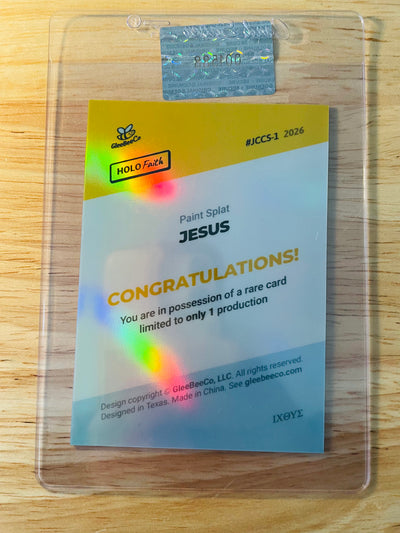 GleeBeeCo
#JCCS-1 2026
HOLO Faith
Paint Splat
JESUS
CONGRATULATIONS!
You are in possession of a rare card
limited to only 1 production
Design copyright © GleeBeeCo, LLC. All rights reserved.
Designed in Texas. Made in China. See gleebeeco.com
ΙΧΘΥΣ